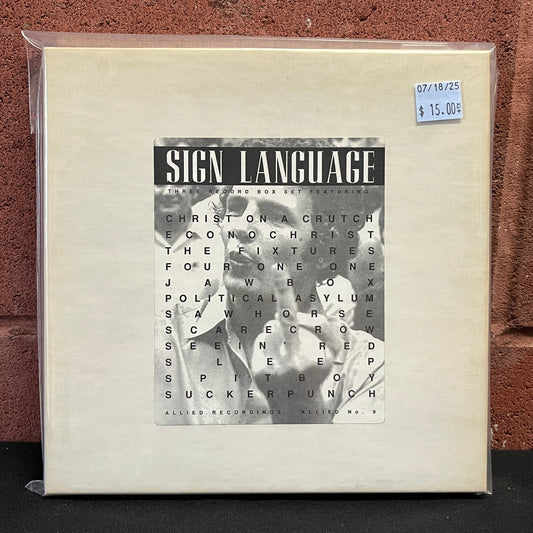 07/18/25
$ 15.00
SIGN LANGUAGE
THREE RECORD BOX SET FEATURING:
CHRIST ON A CRUTCH
ECONOCHRIST
THE FIXTURES
FOUR ONE ONE
JAWBOX
POLITICAL ASYLUM
SAWHORSE
SCARECROW
SEEIN' RED
SLEEP
SPITBOY
SUCKERPUNCH
ALLIED RECORDINGS. ALLIED No. 9